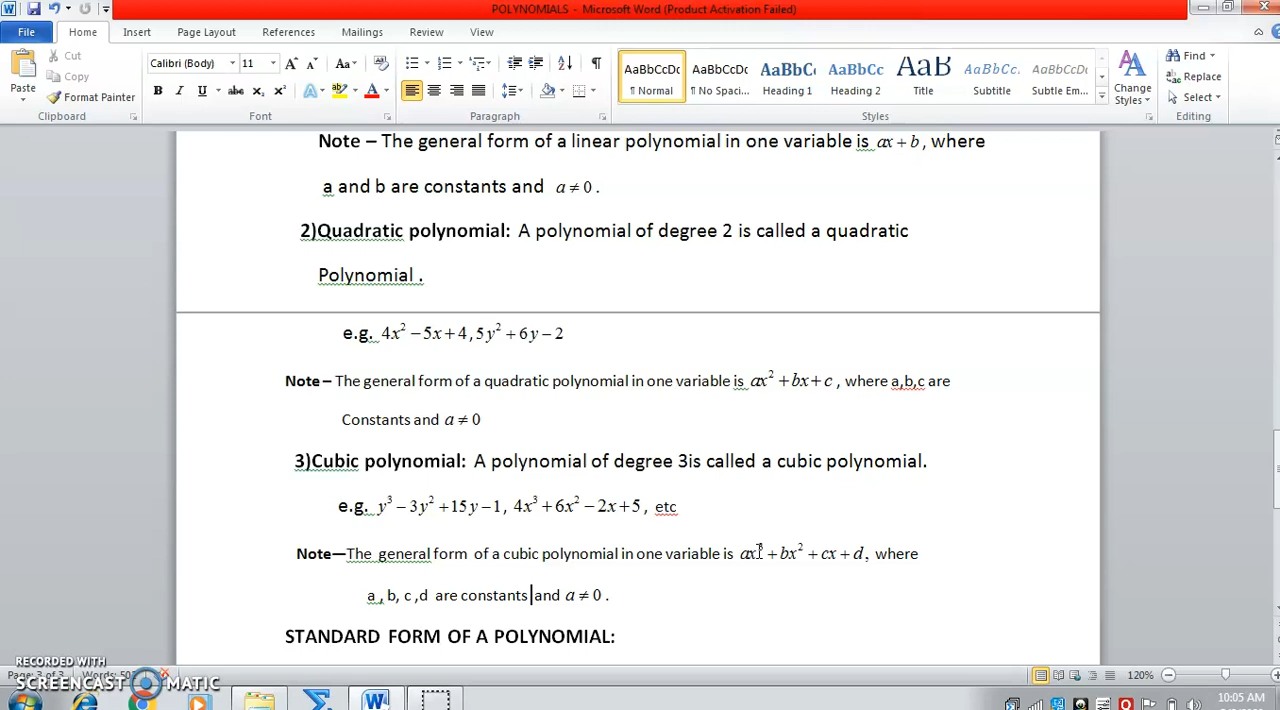 POLYNOMIALS - Microsoft Word (Product Activation Failed)
File Home Insert Page Layout References Mailings Review View
Cut
Copy
Format Painter
Paste
Clipboard
Calibri (Body) 11
Font
Paragraph
AaBbCcDc AaBbCcDc AaBbC AaBbCc AaB AaBbCc. AaBbCcDc
¶ Normal ¶ No Spaci... Heading 1 Heading 2 Title Subtitle Subtle Em...
Styles
Change Styles
Find
Replace
Select
Editing
Note – The general form of a linear polynomial in one variable is ax + b, where
a and b are constants and a ≠ 0 .
2)Quadratic polynomial: A polynomial of degree 2 is called a quadratic
Polynomial .
e.g. 4x² − 5x + 4, 5y² + 6y − 2
Note – The general form of a quadratic polynomial in one variable is ax² + bx + c , where a,b,c are
Constants and a ≠ 0
3)Cubic polynomial: A polynomial of degree 3is called a cubic polynomial.
e.g. y³ − 3y² + 15y − 1, 4x³ + 6x² − 2x + 5, etc
Note—The general form of a cubic polynomial in one variable is ax³ + bx² + cx + d, where
a , b, c ,d are constants and a ≠ 0 .
STANDARD FORM OF A POLYNOMIAL:
RECORDED WITH
SCREENCAST MATIC
Page: 3 of 3
120%
10:05 AM